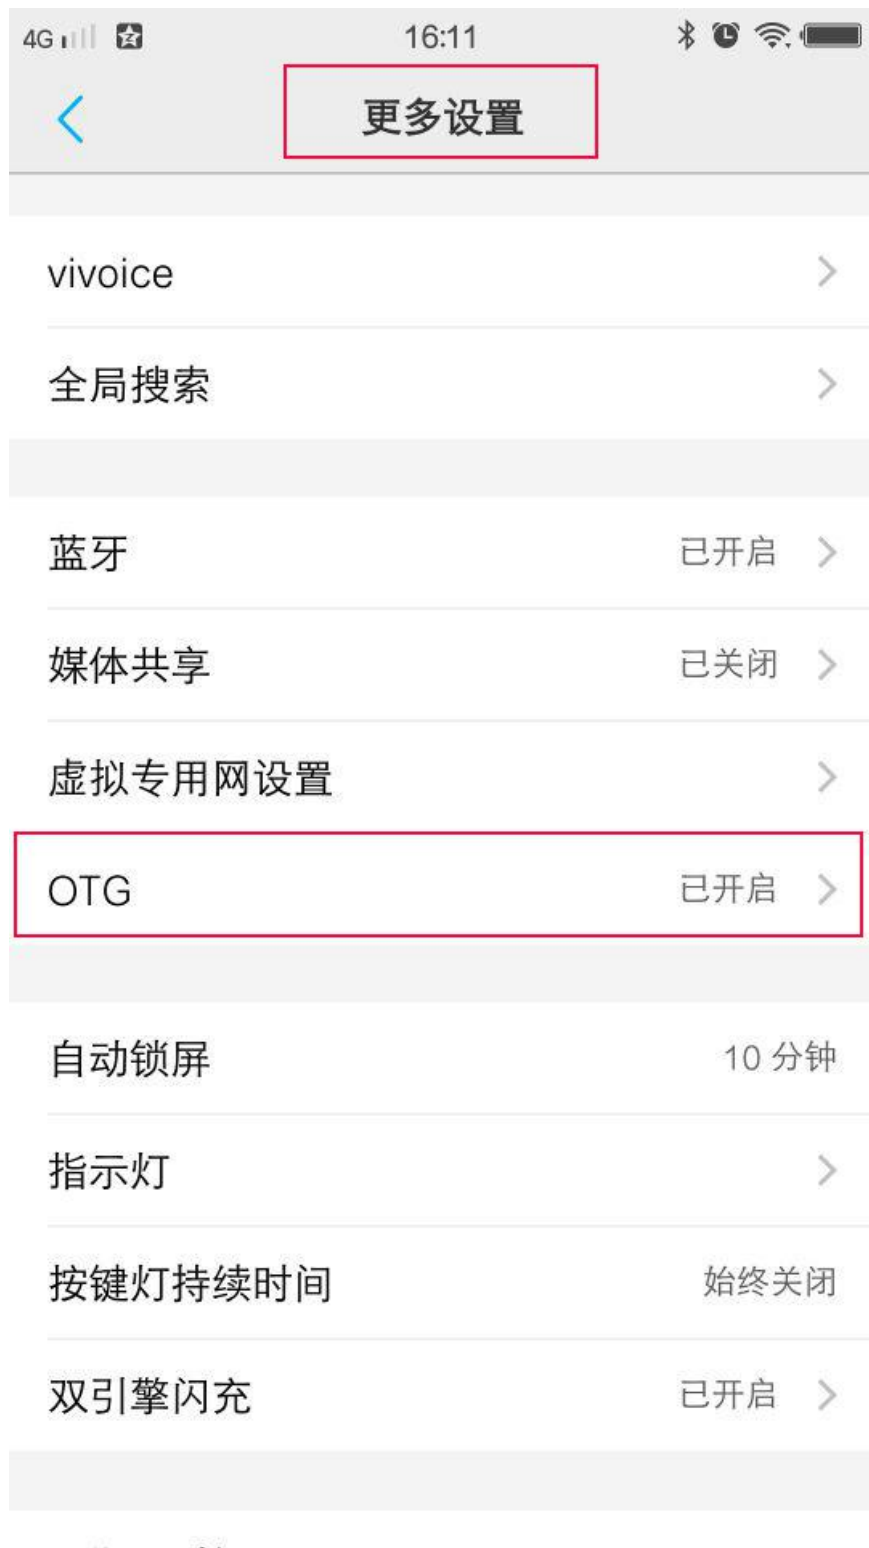 4G 16:11
更多设置
vivoice
全局搜索
蓝牙 已开启
媒体共享 已关闭
虚拟专用网设置
OTG 已开启
自动锁屏 10 分钟
指示灯
按键灯持续时间 始终关闭
双引擎闪充 已开启